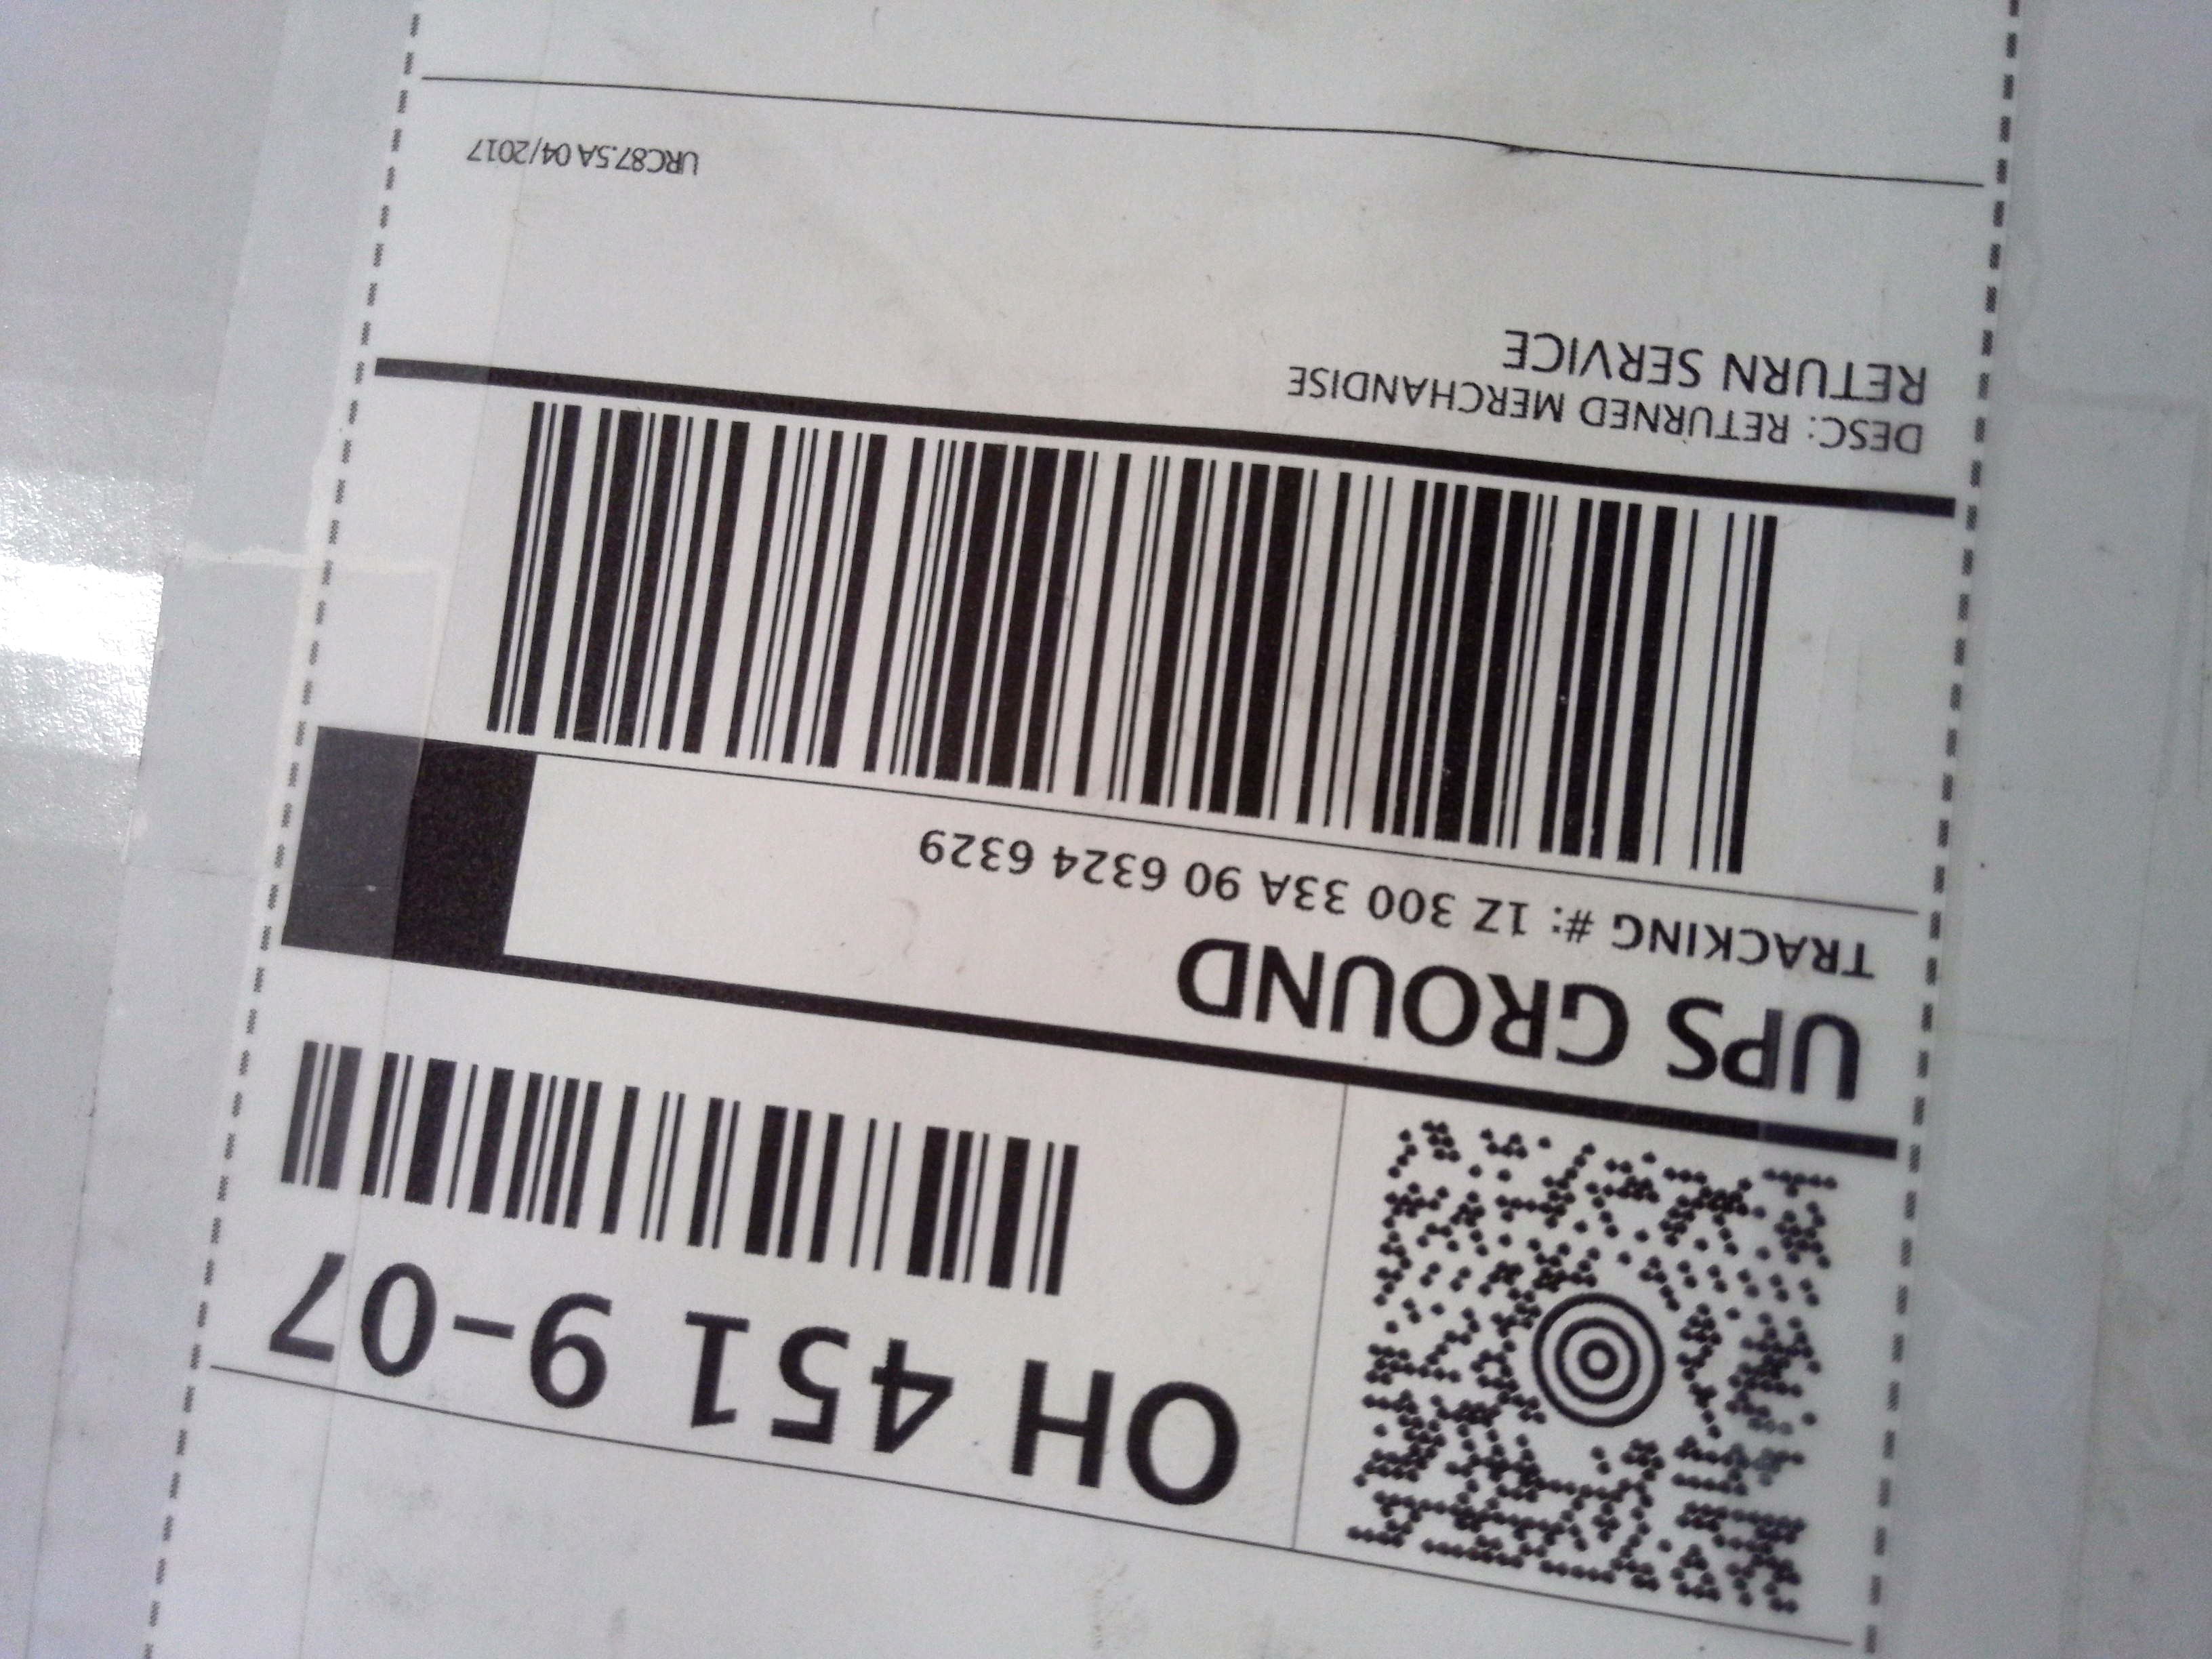 OH 451 9-07
UPS GROUND
TRACKING #: 1Z 300 33A 90 6324 6329
DESC: RETURNED MERCHANDISE
RETURN SERVICE
URC87.5A 04/2017